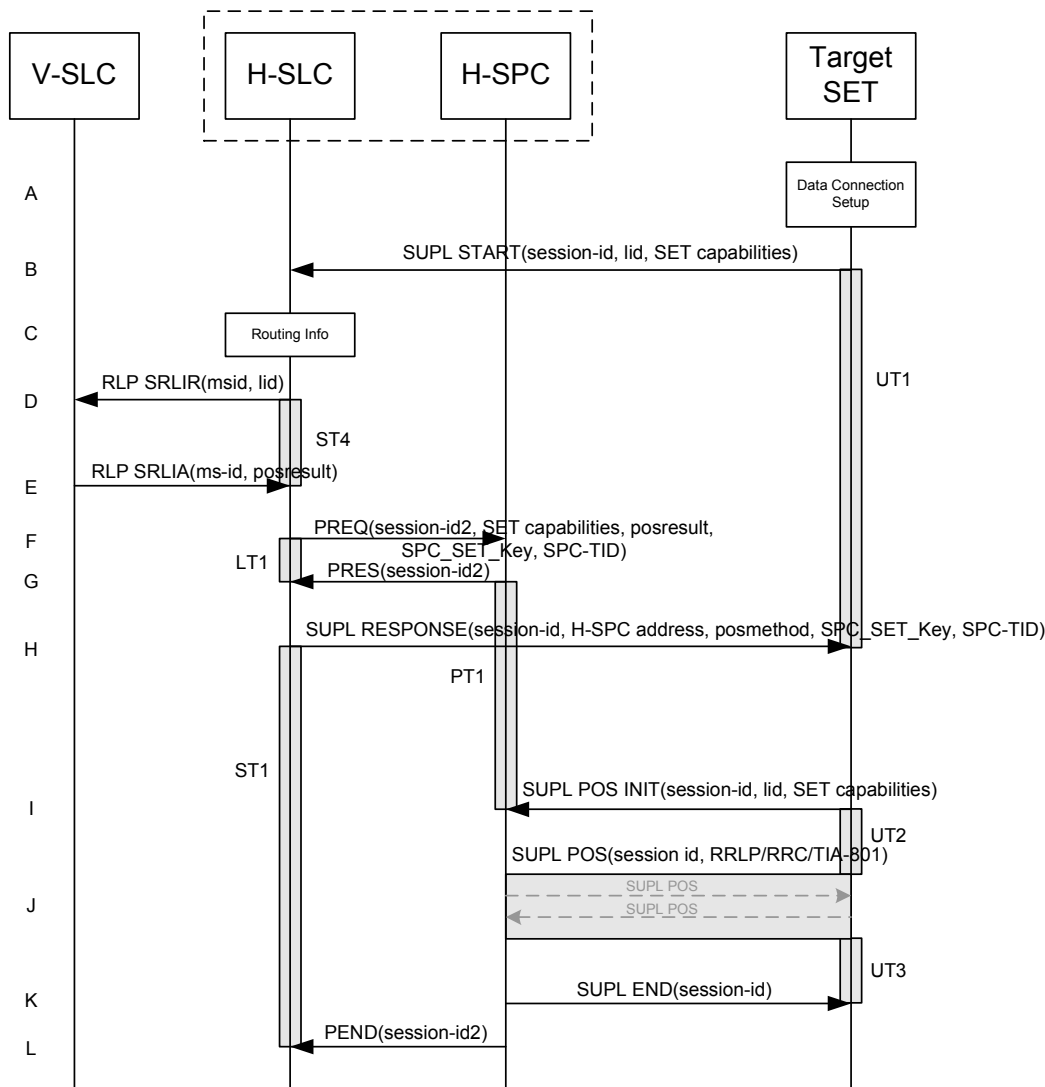 V-SLC
H-SLC
H-SPC
Target
SET
A
Data Connection
Setup
B
SUPL START(session-id, lid, SET capabilities)
C
Routing Info
UT1
D
RLP SRLIR(msid, lid)
ST4
E
RLP SRLIA(ms-id, posresult)
F
PREQ(session-id2, SET capabilities, posresult,
SPC_SET_Key, SPC-TID)
LT1
G
PRES(session-id2)
H
SUPL RESPONSE(session-id, H-SPC address, posmethod, SPC_SET_Key, SPC-TID)
PT1
ST1
I
SUPL POS INIT(session-id, lid, SET capabilities)
UT2
SUPL POS(session id, RRLP/RRC/TIA-801)
SUPL POS
J
SUPL POS
UT3
K
SUPL END(session-id)
L
PEND(session-id2)